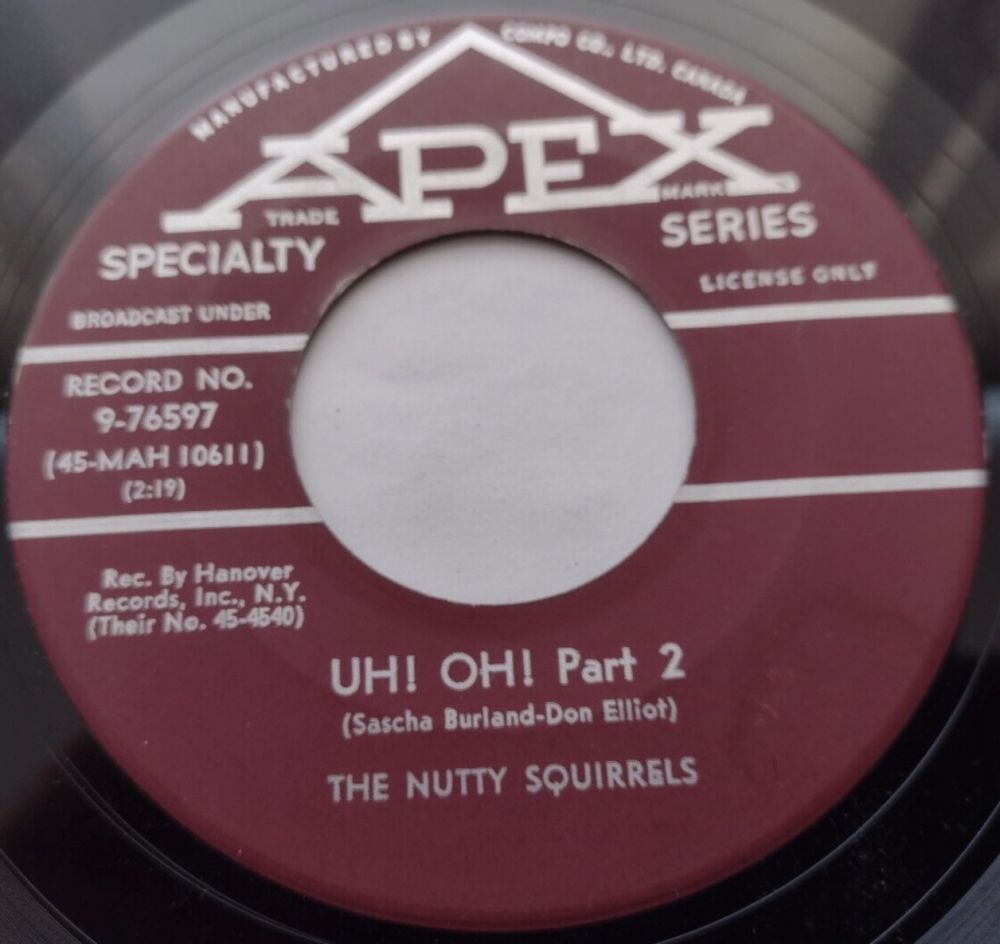 MANUFACTURED BY COMPO CO., LTD. CANADA
APEX
TRADE MARK
SPECIALTY SERIES
BROADCAST UNDER LICENSE ONLY
RECORD NO.
9-76597
(45-MAH 10611)
(2:19)
Rec. By Hanover
Records, Inc., N.Y.
(Their No. 45-4540)
UH! OH! Part 2
(Sascha Burland-Don Elliot)
THE NUTTY SQUIRRELS